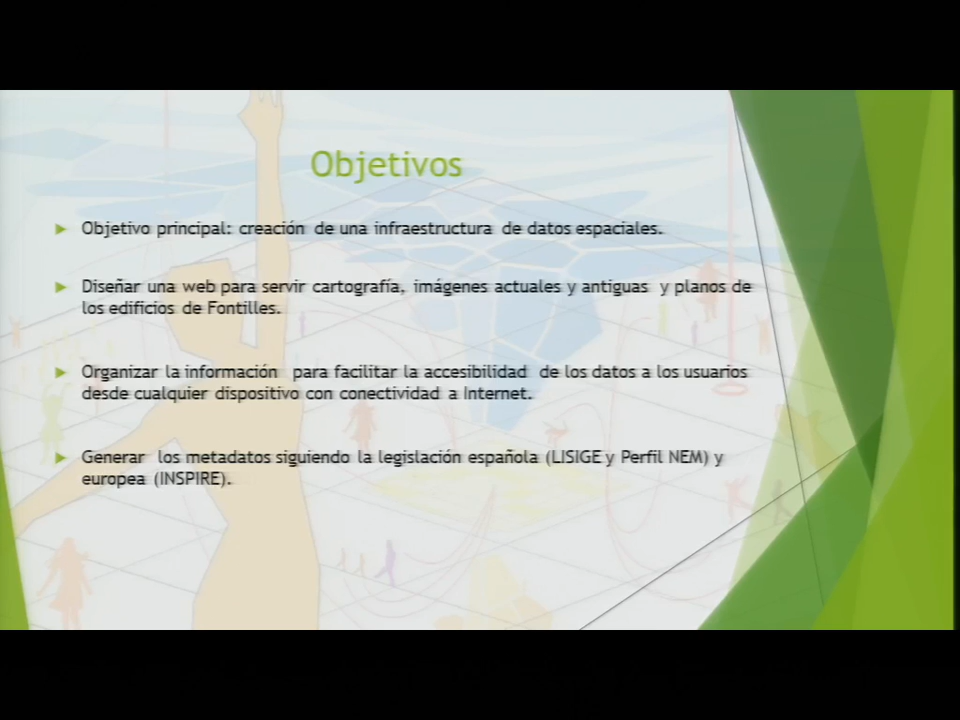 Objetivos
Objetivo principal: creación de una infraestructura de datos espaciales.
Diseñar una web para servir cartografía, imágenes actuales y antiguas y planos de
los edificios de Fontilles.
Organizar la información para facilitar la accesibilidad de los datos a los usuarios
desde cualquier dispositivo con conectividad a Internet.
Generar los metadatos siguiendo la legislación española (LISIGE y Perfil NEM) y
europea (INSPIRE).